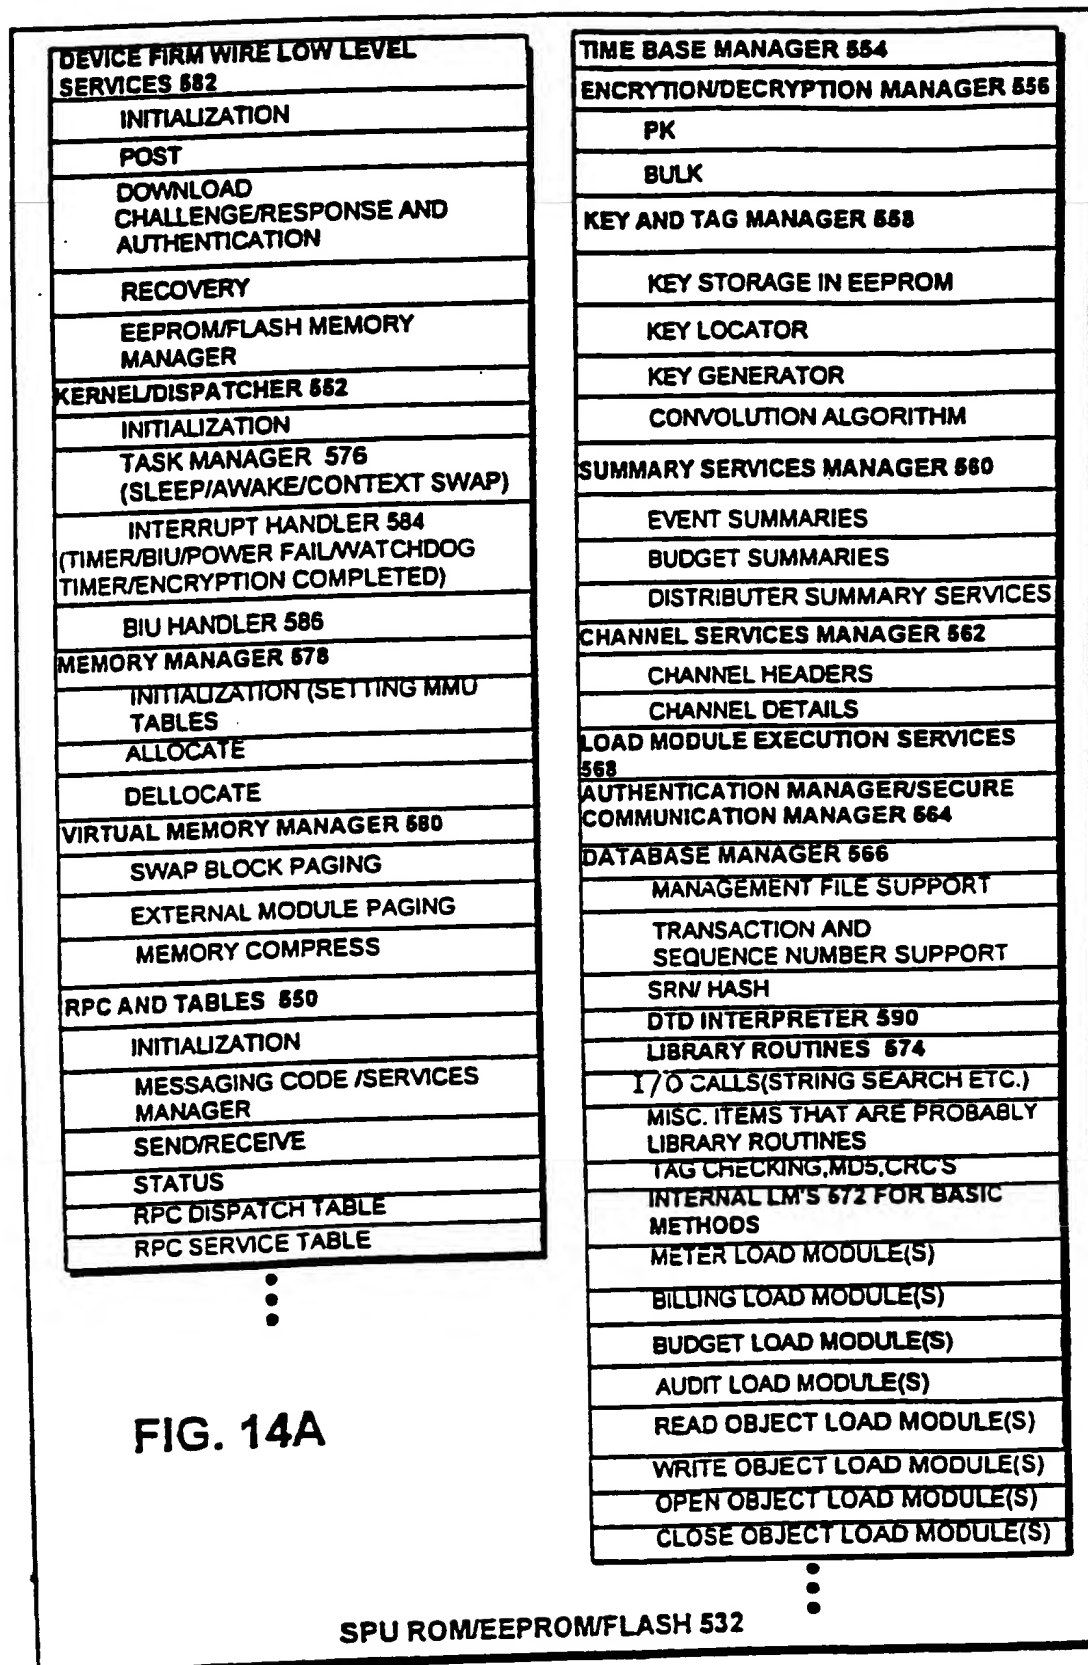 DEVICE FIRM WIRE LOW LEVEL
SERVICES 582
INITIALIZATION
POST
DOWNLOAD
CHALLENGE/RESPONSE AND
AUTHENTICATION
RECOVERY
EEPROM/FLASH MEMORY
MANAGER
KERNEL/DISPATCHER 552
INITIALIZATION
TASK MANAGER 576
(SLEEP/AWAKE/CONTEXT SWAP)
INTERRUPT HANDLER 584
(TIMER/BIU/POWER FAIL/WATCHDOG
TIMER/ENCRYPTION COMPLETED)
BIU HANDLER 586
MEMORY MANAGER 578
INITIALIZATION (SETTING MMU
TABLES
ALLOCATE
DELLOCATE
VIRTUAL MEMORY MANAGER 580
SWAP BLOCK PAGING
EXTERNAL MODULE PAGING
MEMORY COMPRESS
RPC AND TABLES 550
INITIALIZATION
MESSAGING CODE /SERVICES
MANAGER
SEND/RECEIVE
STATUS
RPC DISPATCH TABLE
RPC SERVICE TABLE
TIME BASE MANAGER 554
ENCRYTION/DECRYPTION MANAGER 556
PK
BULK
KEY AND TAG MANAGER 558
KEY STORAGE IN EEPROM
KEY LOCATOR
KEY GENERATOR
CONVOLUTION ALGORITHM
SUMMARY SERVICES MANAGER 560
EVENT SUMMARIES
BUDGET SUMMARIES
DISTRIBUTER SUMMARY SERVICES
CHANNEL SERVICES MANAGER 562
CHANNEL HEADERS
CHANNEL DETAILS
LOAD MODULE EXECUTION SERVICES
568
AUTHENTICATION MANAGER/SECURE
COMMUNICATION MANAGER 564
DATABASE MANAGER 566
MANAGEMENT FILE SUPPORT
TRANSACTION AND
SEQUENCE NUMBER SUPPORT
SRN/ HASH
DTD INTERPRETER 590
LIBRARY ROUTINES 574
I/O CALLS(STRING SEARCH ETC.)
MISC. ITEMS THAT ARE PROBABLY
LIBRARY ROUTINES
TAG CHECKING,MD5,CRC'S
INTERNAL LM'S 572 FOR BASIC
METHODS
METER LOAD MODULE(S)
BILLING LOAD MODULE(S)
BUDGET LOAD MODULE(S)
AUDIT LOAD MODULE(S)
READ OBJECT LOAD MODULE(S)
WRITE OBJECT LOAD MODULE(S)
OPEN OBJECT LOAD MODULE(S)
CLOSE OBJECT LOAD MODULE(S)
FIG. 14A
SPU ROM/EEPROM/FLASH 532